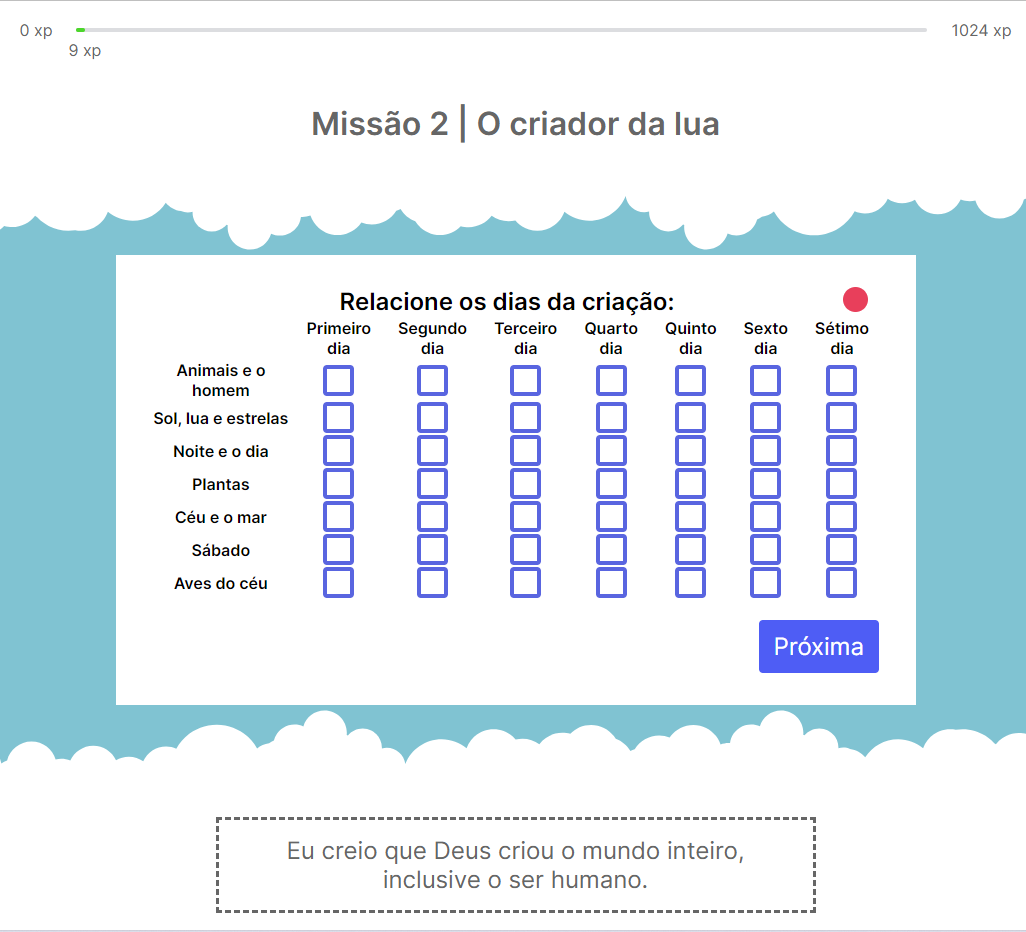 0 xp
1024 xp
9 xp
Missão 2 | O criador da lua
Relacione os dias da criação:
Primeiro dia
Segundo dia
Terceiro dia
Quarto dia
Quinto dia
Sexto dia
Sétimo dia
Animais e o
homem
Sol, lua e estrelas
Noite e o dia
Plantas
Céu e o mar
Sábado
Aves do céu
Próxima
Eu creio que Deus criou o mundo inteiro,
inclusive o ser humano.